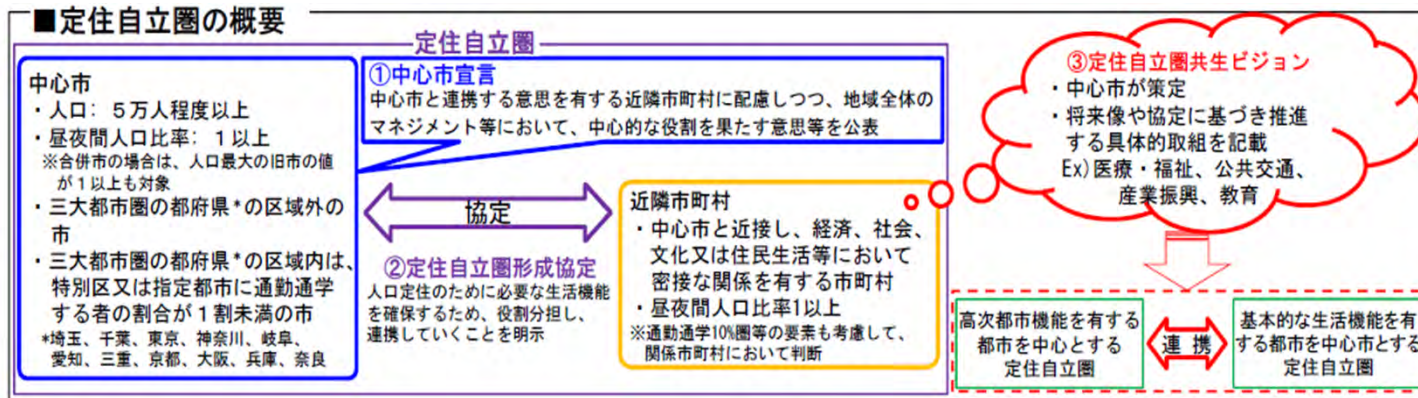 ■定住自立圏の概要
定住自立圏
中心市
・人口：５万人程度以上
・昼夜間人口比率：１以上
※合併市の場合は、人口最大の旧市の値
が１以上も対象
・三大都市圏の都府県*の区域外の
市
・三大都市圏の都府県*の区域内は、
特別区又は指定都市に通勤通学
する者の割合が１割未満の市
*埼玉、千葉、東京、神奈川、岐阜、
愛知、三重、京都、大阪、兵庫、奈良
①中心市宣言
中心市と連携する意思を有する近隣市町村に配慮しつつ、地域全体の
マネジメント等において、中心的な役割を果たす意思等を公表
協定
②定住自立圏形成協定
人口定住のために必要な生活機能
を確保するため、役割分担し、
連携していくことを明示
近隣市町村
・中心市と近接し、経済、社会、
文化又は住民生活等において
密接な関係を有する市町村
・昼夜間人口比率1以上
※通勤通学10%圏等の要素も考慮して、
関係市町村において判断
③定住自立圏共生ビジョン
・中心市が策定
・将来像や協定に基づき推進
する具体的取組を記載
Ex)医療・福祉、公共交通、
産業振興、教育
高次都市機能を有する
都市を中心とする
定住自立圏
連 携
基本的な生活機能を有
する都市を中心市とする
定住自立圏